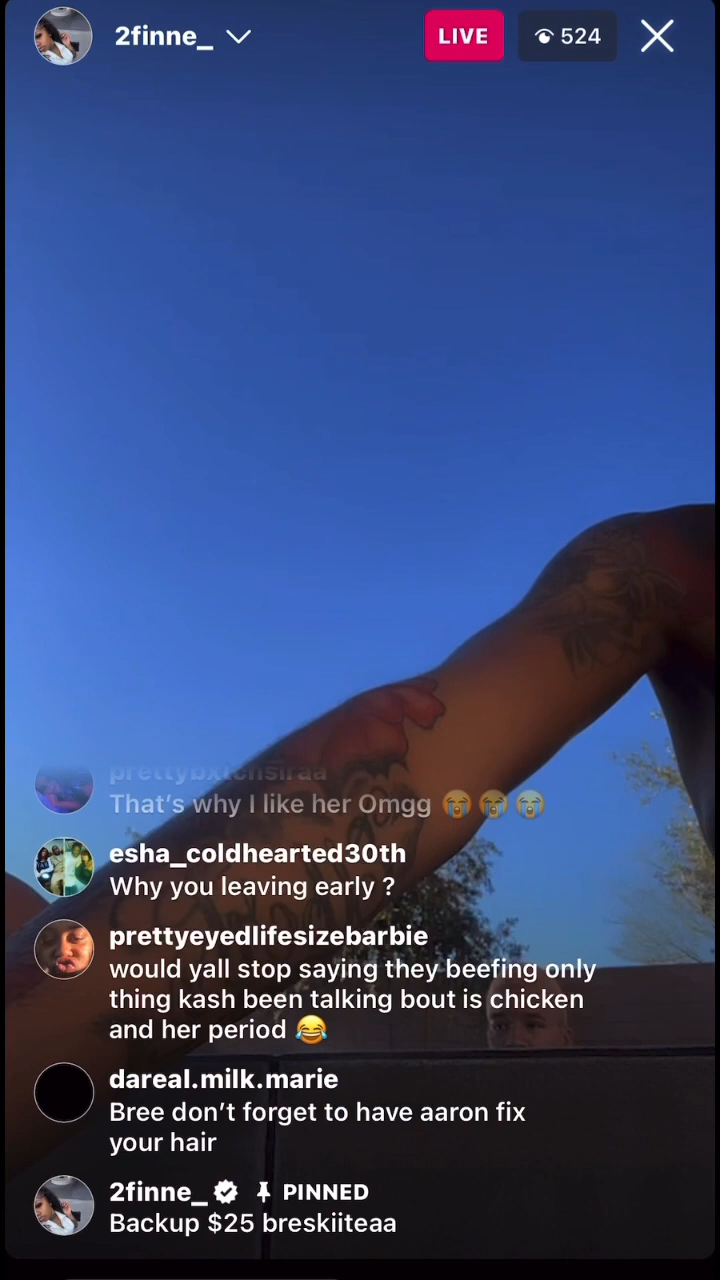 2finne_
LIVE
524
prettybxtchsiraa
That's why I like her Omgg 😭😭😭
esha_coldhearted30th
Why you leaving early ?
prettyeyedlifesizebarbie
would yall stop saying they beefing only
thing kash been talking bout is chicken
and her period 😂
dareal.milk.marie
Bree don't forget to have aaron fix
your hair
2finne_ PINNED
Backup $25 breskiiteaa